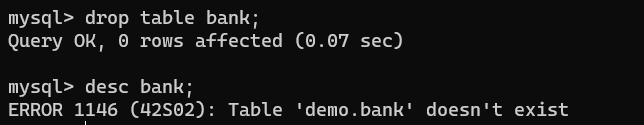 mysql> drop table bank;
Query OK, 0 rows affected (0.07 sec)
mysql> desc bank;
ERROR 1146 (42S02): Table 'demo.bank' doesn't exist